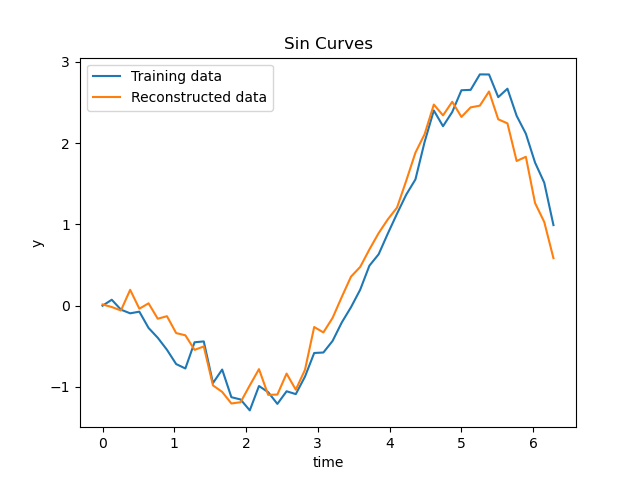 Sin Curves
Training data
Reconstructed data
3
2
1
0
−1
y
0 1 2 3 4 5 6
time